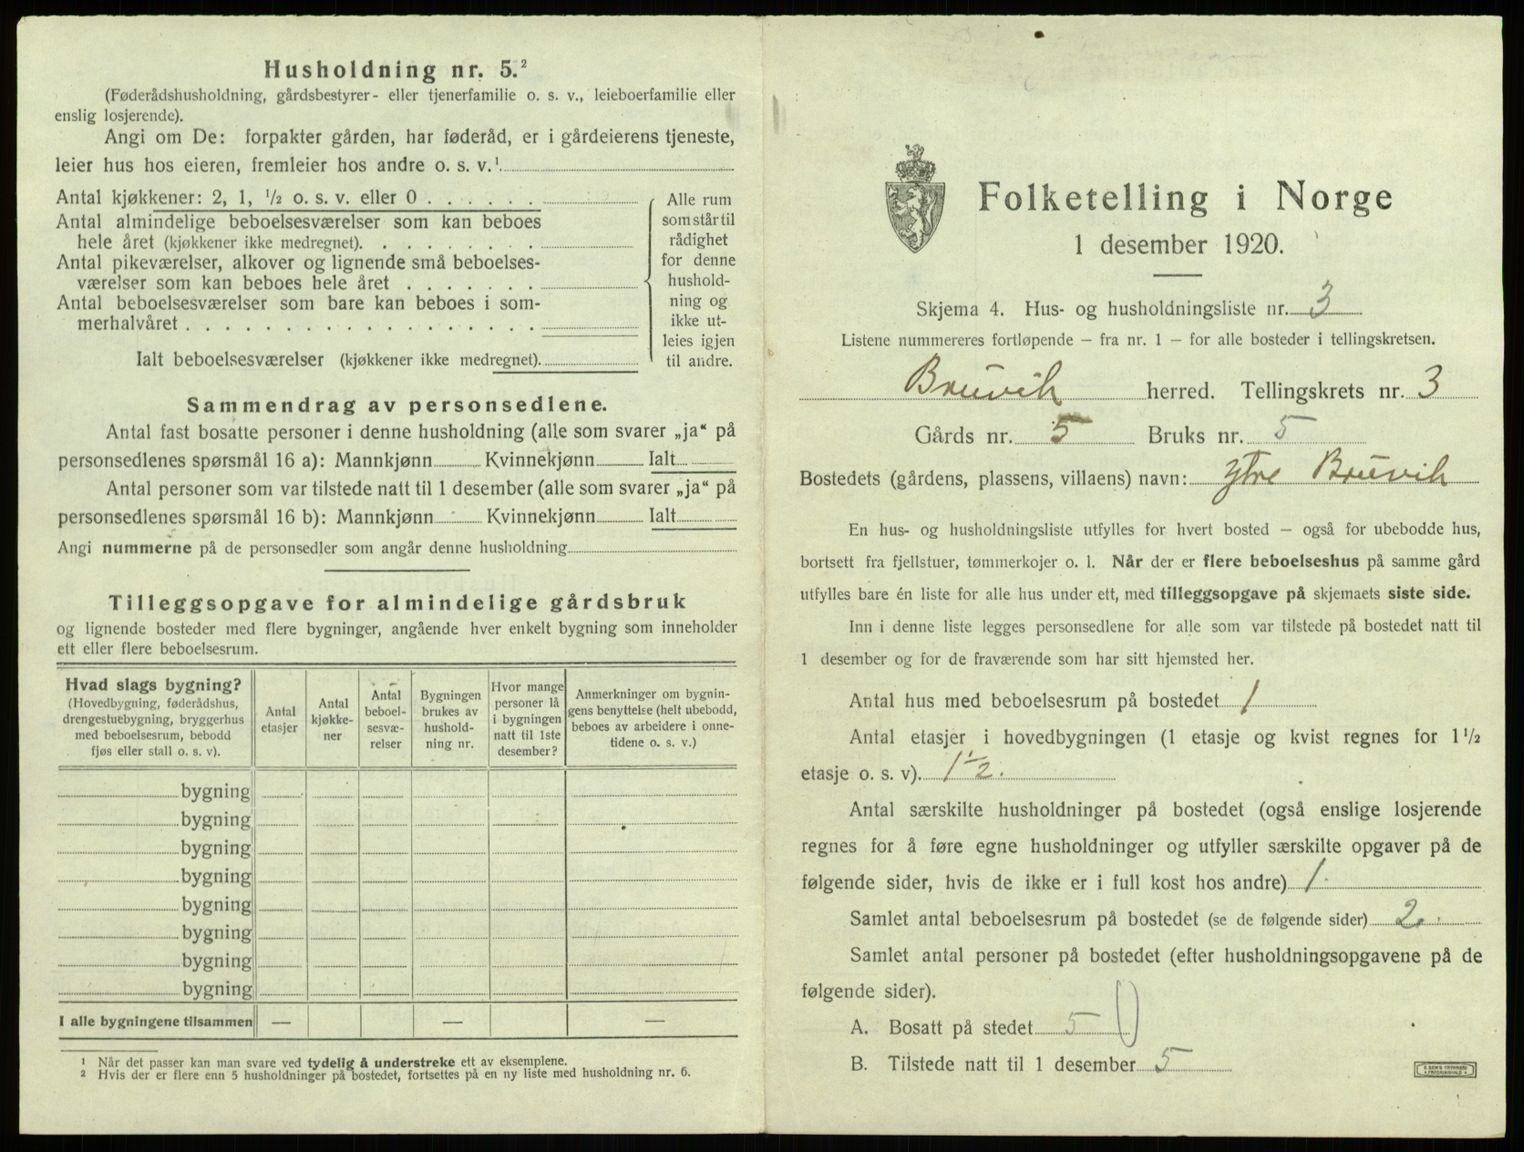 Husholdning nr. 5.²
(Føderådshusholdning, gårdsbestyrer- eller tjenerfamilie o. s. v., leieboerfamilie eller
enslig losjerende).
Angi om De: forpakter gården, har føderåd, er i gårdeierens tjeneste,
leier hus hos eieren, fremleier hos andre o. s. v.¹
Antal kjøkkener: 2, 1, ½ o. s. v. eller 0
Antal almindelige beboelsesværelser som kan beboes
hele året (kjøkkener ikke medregnet).
Antal pikeværelser, alkover og lignende små beboelses-
værelser som kan beboes hele året
Antal beboelsesværelser som bare kan beboes i som-
merhalvåret
Ialt beboelsesværelser (kjøkkener ikke medregnet).
Alle rum
som står til
rådighet
for denne
hushold-
ning og
ikke ut-
leies igjen
til andre.
Sammendrag av personsedlene.
Antal fast bosatte personer i denne husholdning (alle som svarer „ja“ på
personsedlenes spørsmål 16 a): Mannkjønn Kvinnekjønn Ialt
Antal personer som var tilstede natt til 1 desember (alle som svarer „ja“ på
personsedlenes spørsmål 16 b): Mannkjønn Kvinnekjønn Ialt
Angi nummerne på de personsedler som angår denne husholdning
Tilleggsopgave for almindelige gårdsbruk
og lignende bosteder med flere bygninger, angående hver enkelt bygning som inneholder
ett eller flere beboelsesrum.
Hvad slags bygning?
(Hovedbygning, føderådshus,
drengestuebygning, bryggerhus
med beboelsesrum, bebodd
fjøs eller stall o. s. v).
Antal
etasjer
Antal
kjøkke-
ner
Antal
beboel-
sesvæ-
relser
Bygningen
brukes av
hushold-
ning nr.
Hvor mange
personer lå
i bygningen
natt til 1ste
desember?
Anmerkninger om bygnin-
gens benyttelse (helt ubebodd,
beboes av arbeidere i onne-
tidene o. s. v.)
bygning
bygning
bygning
bygning
bygning
bygning
bygning
bygning
I alle bygningene tilsammen — — —
¹ Når det passer kan man svare ved tydelig å understreke ett av eksemplene.
² Hvis der er flere enn 5 husholdninger på bostedet, fortsettes på en ny liste med husholdning nr. 6.
Folketelling i Norge
1 desember 1920.
Skjema 4. Hus- og husholdningsliste nr. 3
Listene nummereres fortløpende — fra nr. 1 — for alle bosteder i tellingskretsen.
Bruvik herred. Tellingskrets nr. 3
Gårds nr. 5 Bruks nr. 5
Bostedets (gårdens, plassens, villaens) navn: Ytre Bruvik
En hus- og husholdningsliste utfylles for hvert bosted — også for ubebodde hus,
bortsett fra fjellstuer, tømmerkojer o. l. Når der er flere beboelseshus på samme gård
utfylles bare én liste for alle hus under ett, med tilleggsopgave på skjemaets siste side.
Inn i denne liste legges personsedlene for alle som var tilstede på bostedet natt til
1 desember og for de fraværende som har sitt hjemsted her.
Antal hus med beboelsesrum på bostedet 1
Antal etasjer i hovedbygningen (1 etasje og kvist regnes for 1½
etasje o. s. v). 1½.
Antal særskilte husholdninger på bostedet (også enslige losjerende
regnes for å føre egne husholdninger og utfyller særskilte opgaver på de
følgende sider, hvis de ikke er i full kost hos andre) 1.
Samlet antal beboelsesrum på bostedet (se de følgende sider) 2.
Samlet antal personer på bostedet (efter husholdningsopgavene på de
følgende sider).
A. Bosatt på stedet 5 ()
B. Tilstede natt til 1 desember 5